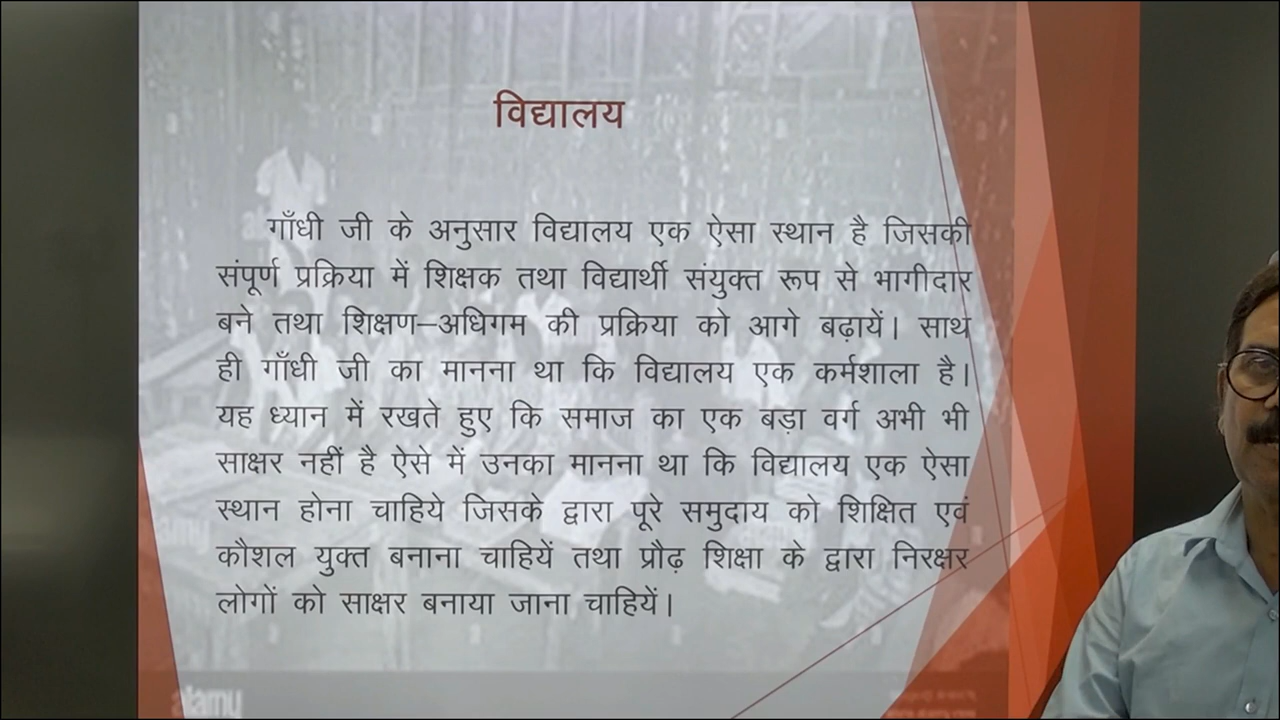 विद्यालय
गाँधी जी के अनुसार विद्यालय एक ऐसा स्थान है जिसकी
संपूर्ण प्रक्रिया में शिक्षक तथा विद्यार्थी संयुक्त रूप से भागीदार
बने तथा शिक्षण–अधिगम की प्रक्रिया को आगे बढ़ायें। साथ
ही गाँधी जी का मानना था कि विद्यालय एक कर्मशाला है।
यह ध्यान में रखते हुए कि समाज का एक बड़ा वर्ग अभी भी
साक्षर नहीं है ऐसे में उनका मानना था कि विद्यालय एक ऐसा
स्थान होना चाहिये जिसके द्वारा पूरे समुदाय को शिक्षित एवं
कौशल युक्त बनाना चाहियें तथा प्रौढ़ शिक्षा के द्वारा निरक्षर
लोगों को साक्षर बनाया जाना चाहियें।
alamy